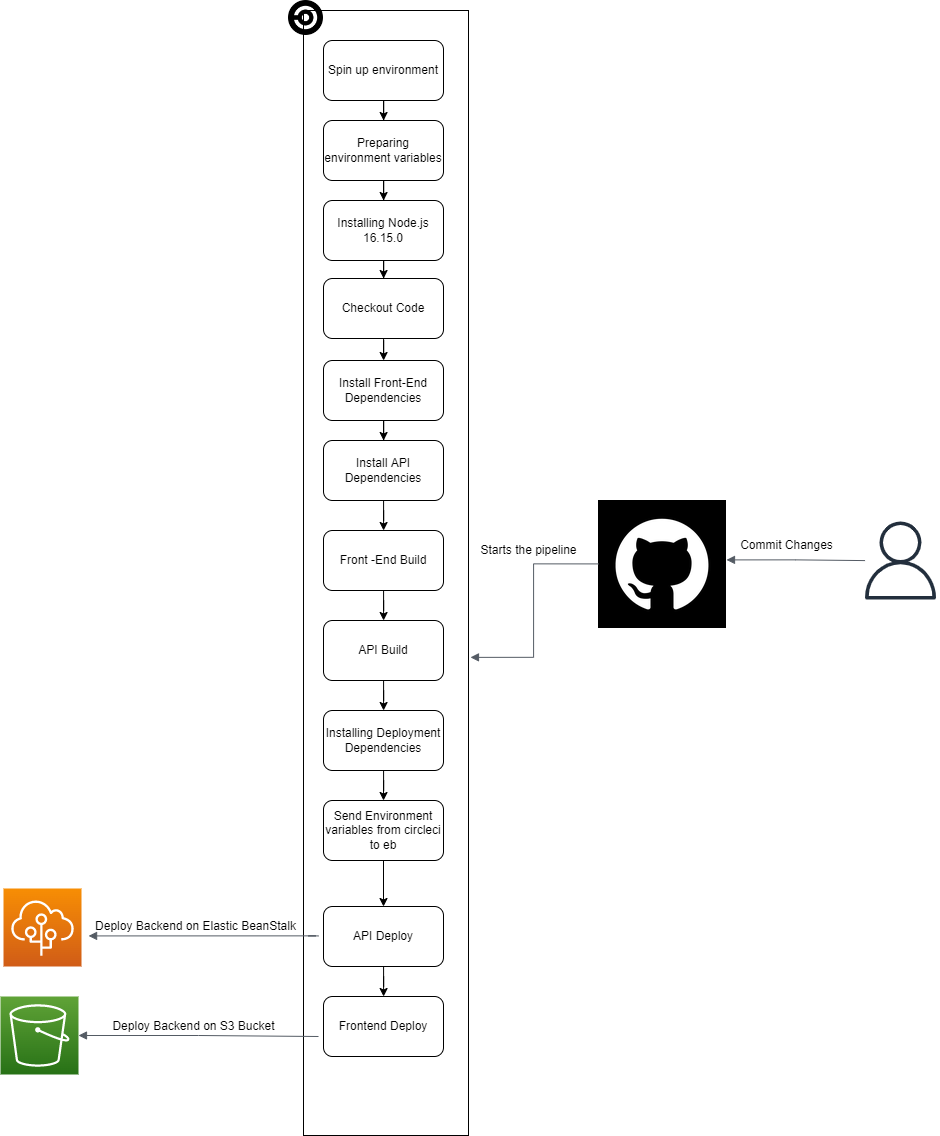 Spin up environment
Preparing
environment variables
Installing Node.js
16.15.0
Checkout Code
Install Front-End
Dependencies
Install API
Dependencies
Front -End Build
Starts the pipeline
Commit Changes
API Build
Installing Deployment
Dependencies
Send Environment
variables from circleci
to eb
Deploy Backend on Elastic BeanStalk
API Deploy
Deploy Backend on S3 Bucket
Frontend Deploy